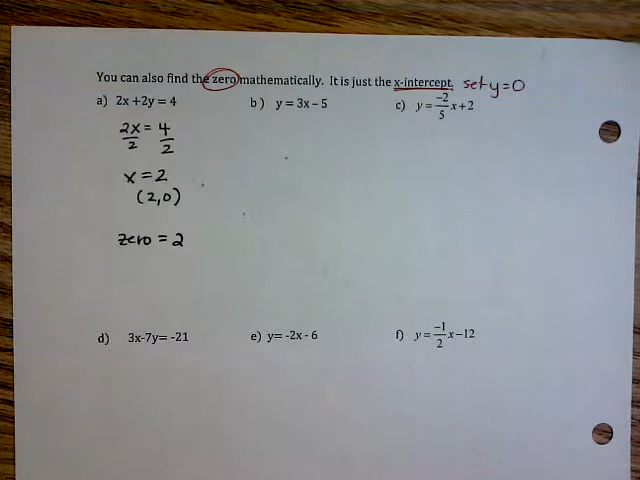 You can also find the zero mathematically. It is just the x-intercept. set y=0
a) 2x +2y = 4 b) y = 3x – 5 c) y = -2/5 x + 2
2x/2 = 4/2
x = 2
(2,0)
zero = 2
d) 3x-7y= -21 e) y= -2x - 6 f) y = -1/2 x – 12